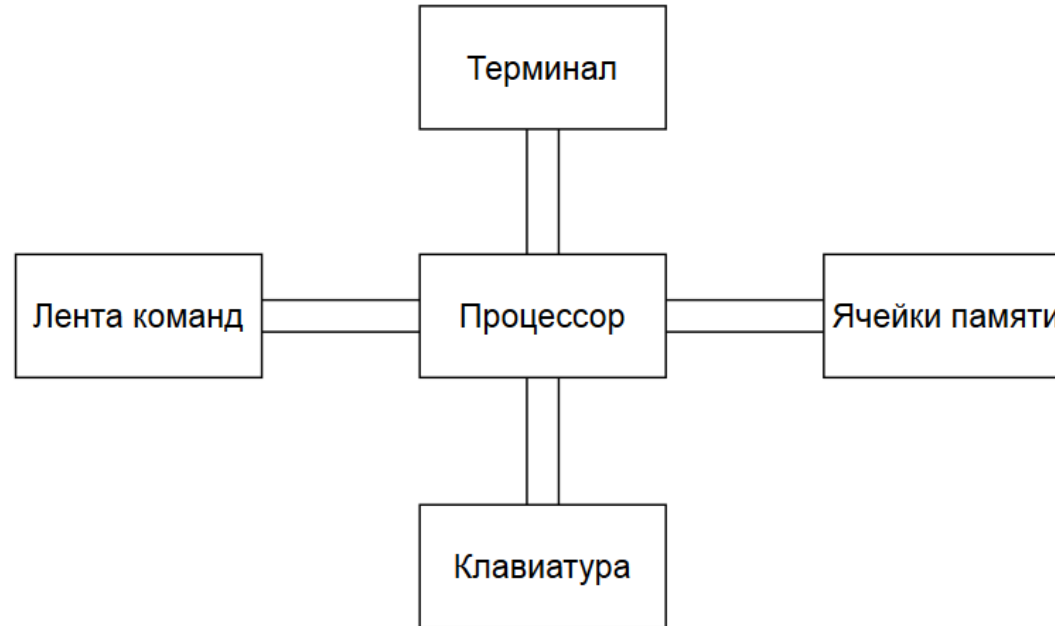 Терминал
Лента команд
Процессор
Ячейки памяти
Клавиатура